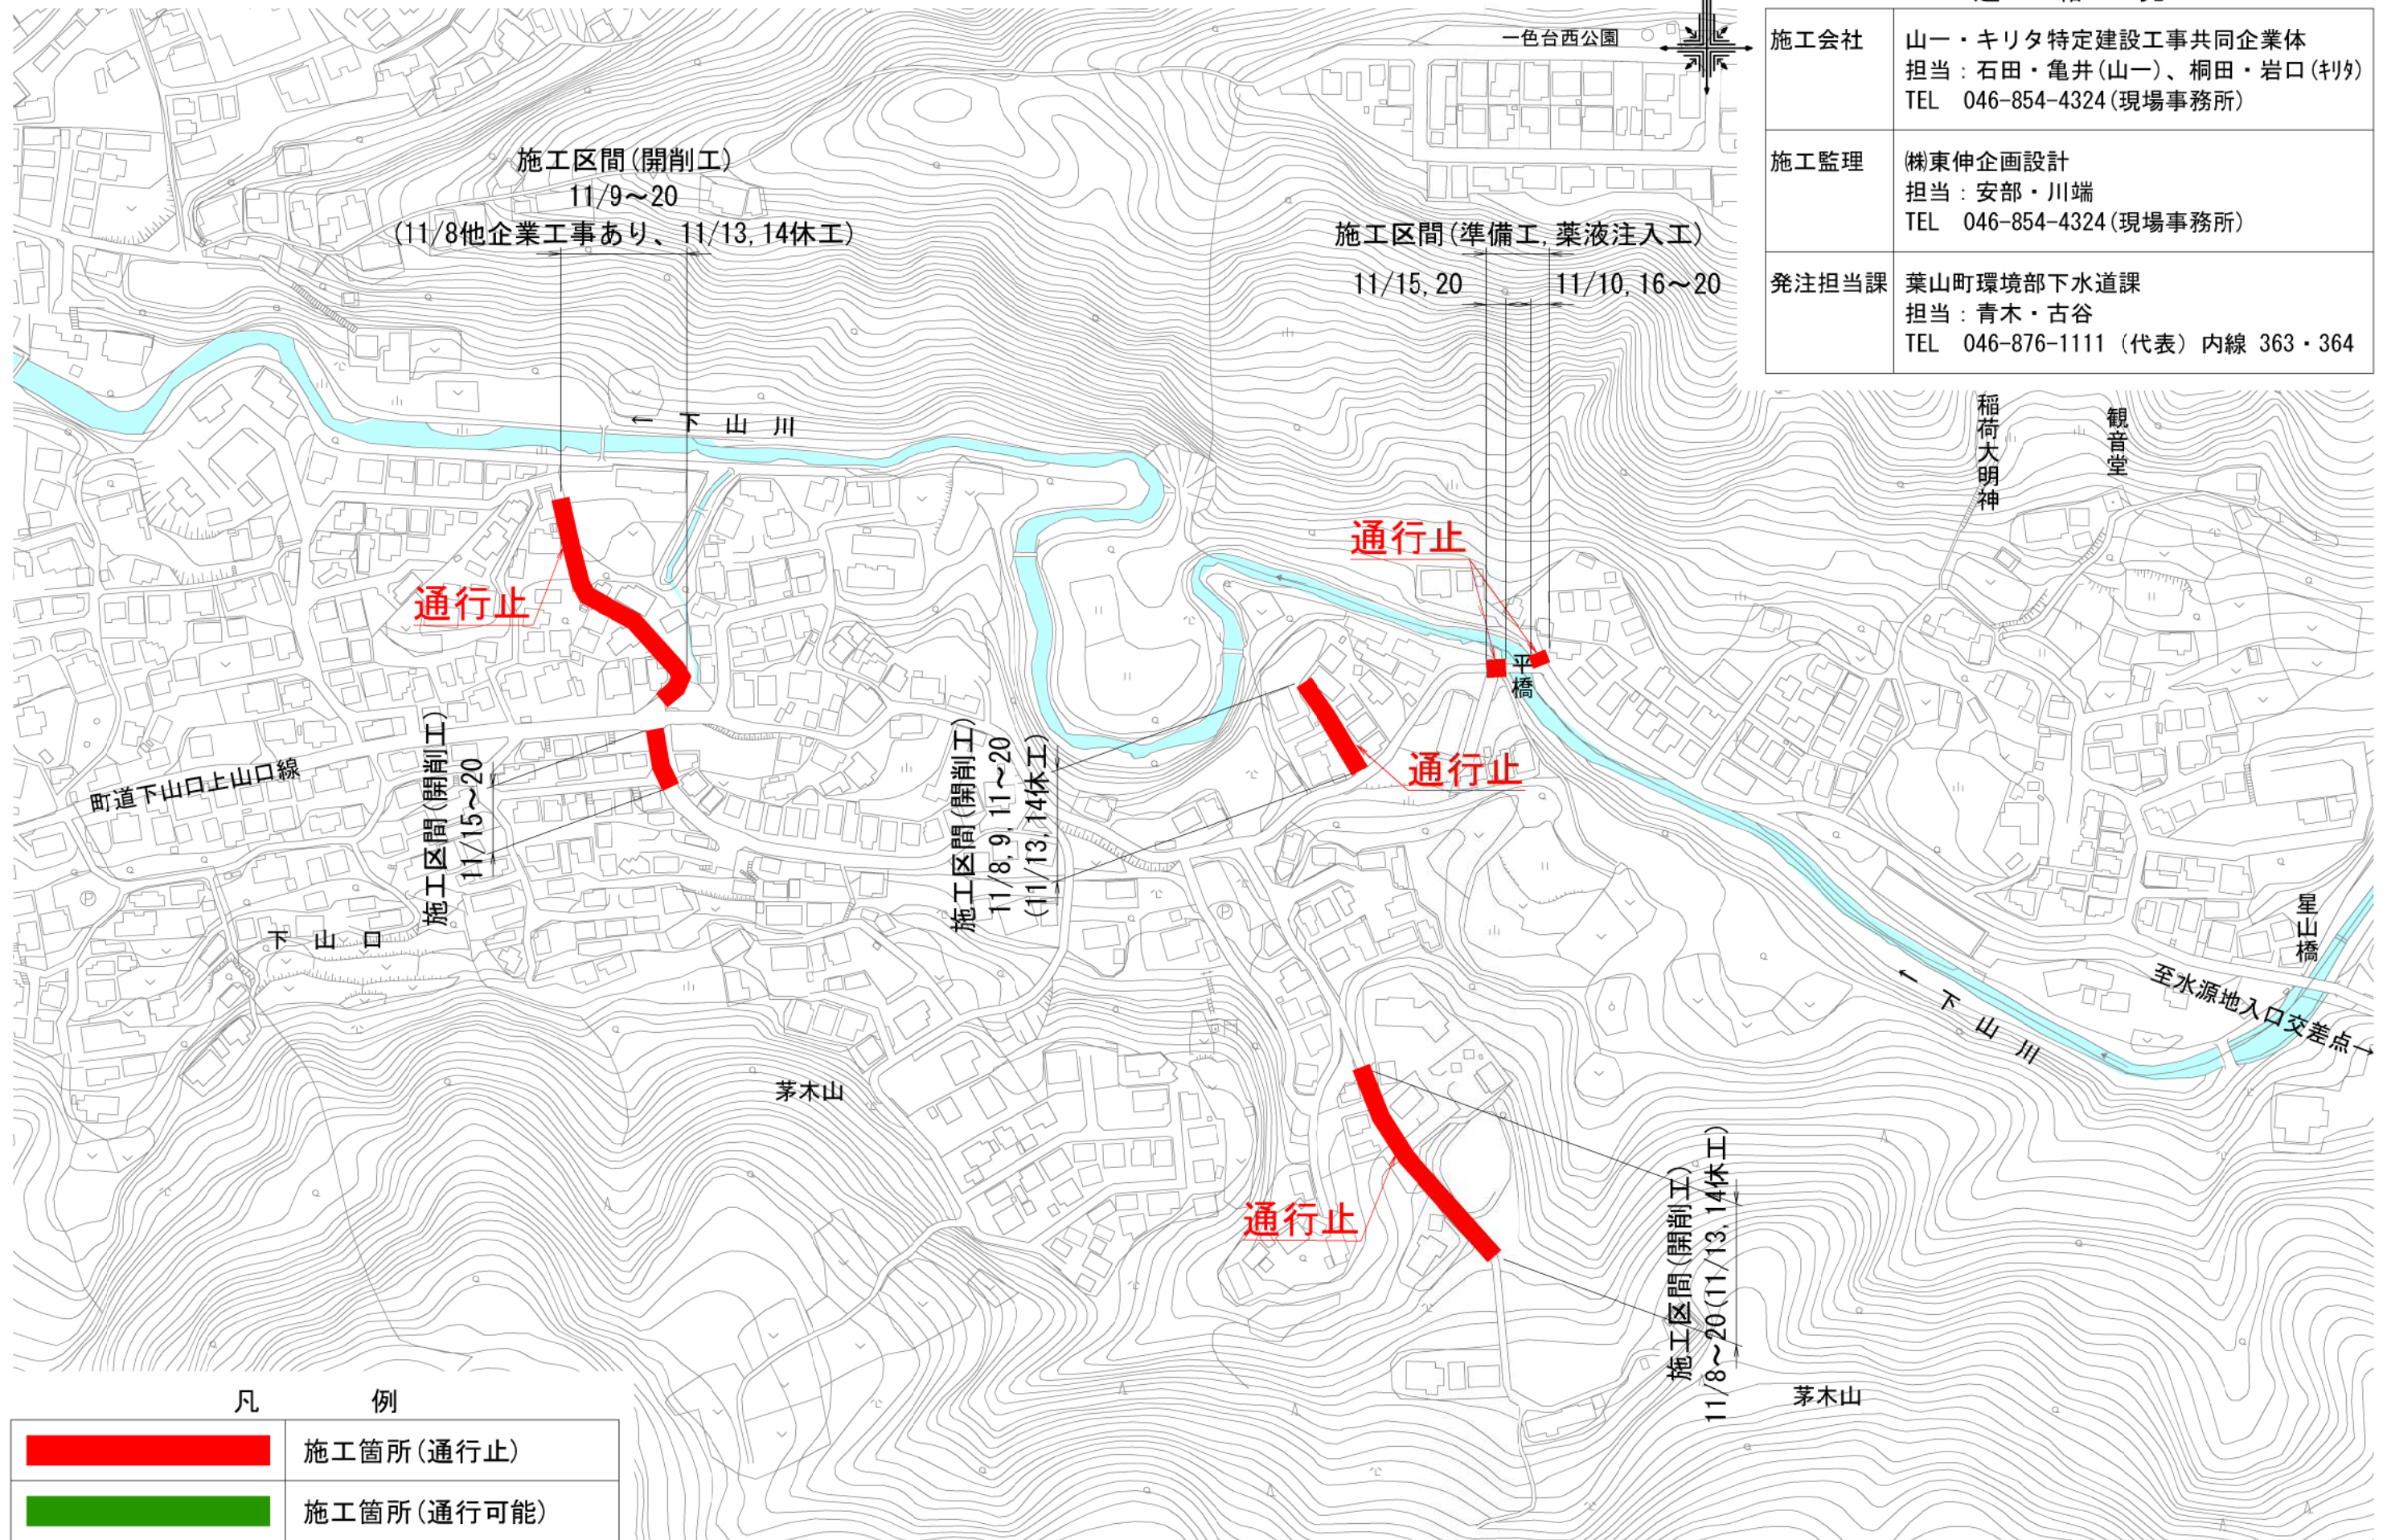 一色台西公園
施工会社
山一・キリタ特定建設工事共同企業体
担当：石田・亀井(山一)、桐田・岩口(キリタ)
TEL 046-854-4324(現場事務所)
施工監理
㈱東伸企画設計
担当：安部・川端
TEL 046-854-4324(現場事務所)
発注担当課
葉山町環境部下水道課
担当：青木・古谷
TEL 046-876-1111（代表）内線 363・364
施工区間(開削工)
11/9～20
(11/8他企業工事あり、11/13,14休工)
施工区間(準備工,薬液注入工)
11/15,20
11/10,16～20
稲荷大明神
観音堂
← 下山川
通行止
通行止
平橋
通行止
町道下山口上山口線
施工区間(開削工)
11/15～20
施工区間(開削工)
11/8,9,11～20
(11/13,14休工)
下山口
星山橋
至水源地入口交差点→
← 下山川
茅木山
通行止
施工区間(開削工)
11/8～20(11/13,14休工)
茅木山
凡例
施工箇所(通行止)
施工箇所(通行可能)